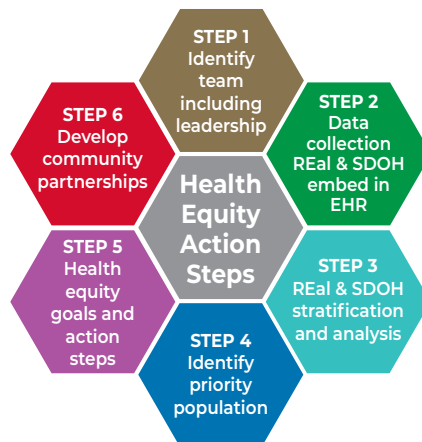 STEP 1
Identify
team
including
leadership
STEP 2
Data
collection
REal & SDOH
embed in
EHR
STEP 3
REal & SDOH
stratification
and analysis
STEP 4
Identify
priority
population
STEP 5
Health
equity
goals and
action
steps
STEP 6
Develop
community
partnerships
Health
Equity
Action
Steps